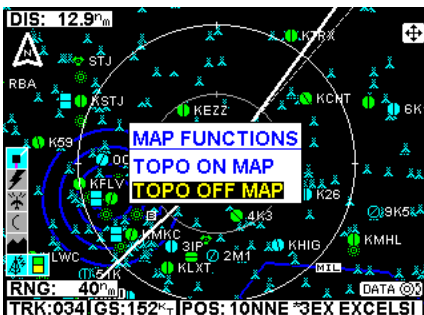 DIS: 12.9nm
KTRX
STJ
RBA
KSTJ
KCHT
KEZZ
6K
MAP FUNCTIONS
K59
TOPO ON MAP
KFLV
TOPO OFF MAP
K26
4K3
9K5
KMKC
3IP
KHIG
KMHL
LWC
2M1
KLXT
MIL
51K
RNG: 40nm
DATA
TRK:034 GS:152KT POS: 10NNE *3EX EXCELSI